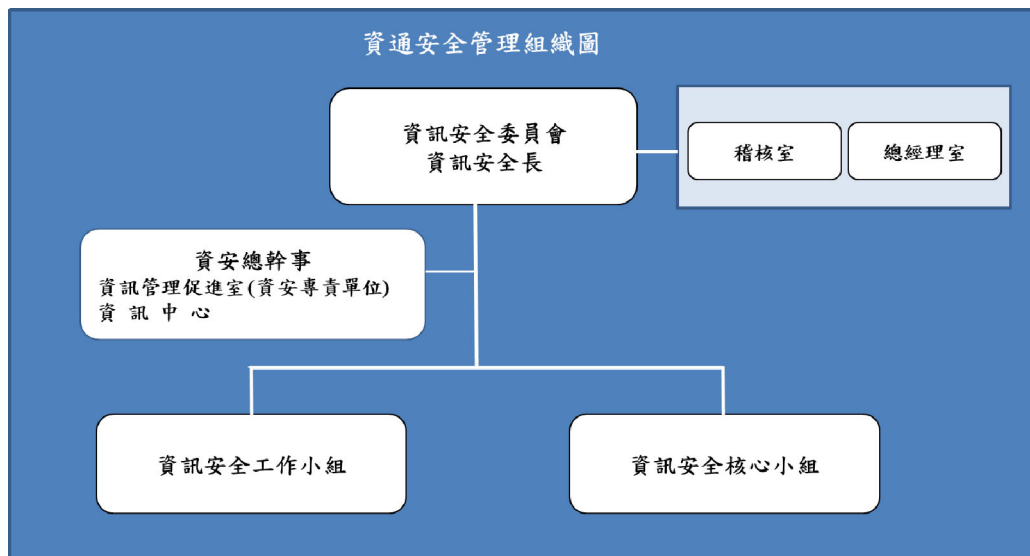 資通安全管理組織圖
資訊安全委員會
資訊安全長
稽核室
總經理室
資安總幹事
資訊管理促進室(資安專責單位)
資 訊 中 心
資訊安全工作小組
資訊安全核心小組